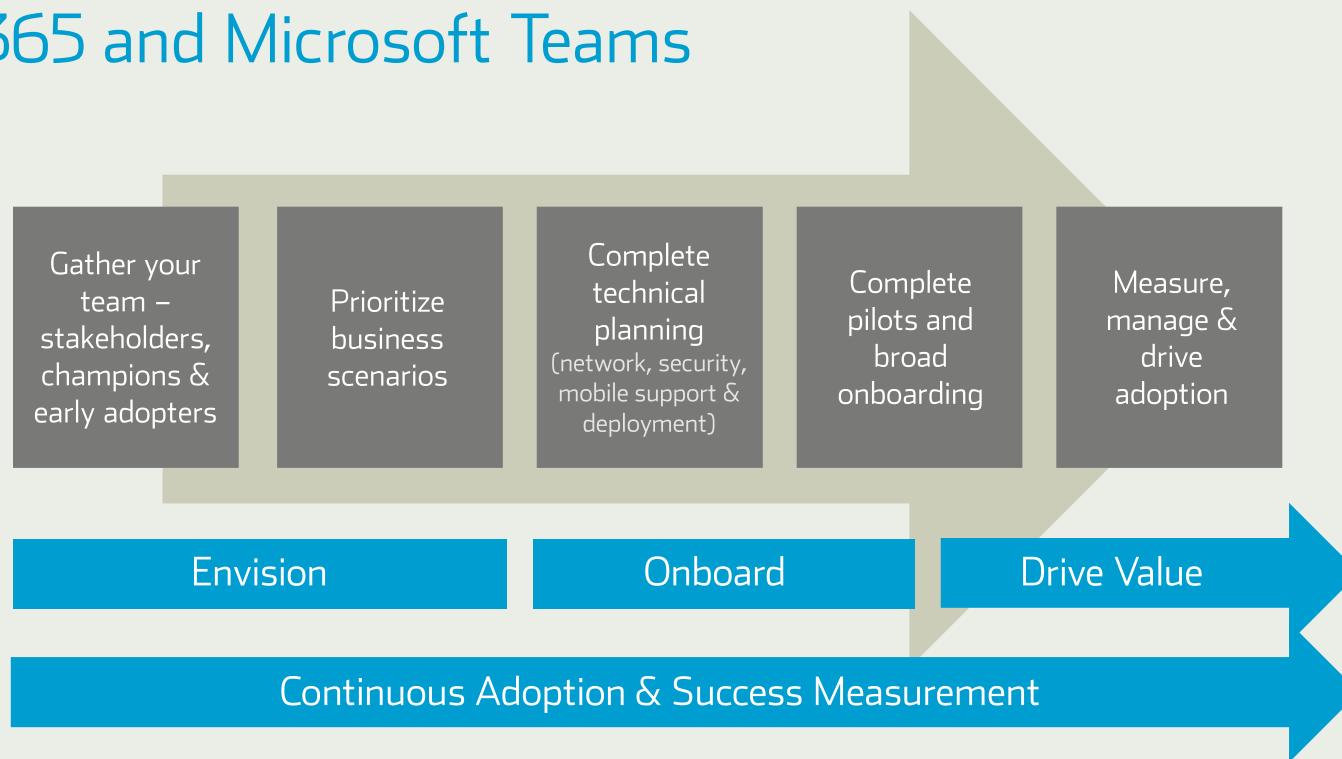 365 and Microsoft Teams
Gather your
team –
stakeholders,
champions &
early adopters
Prioritize
business
scenarios
Complete
technical
planning
(network, security,
mobile support &
deployment)
Complete
pilots and
broad
onboarding
Measure,
manage &
drive
adoption
Envision
Onboard
Drive Value
Continuous Adoption & Success Measurement